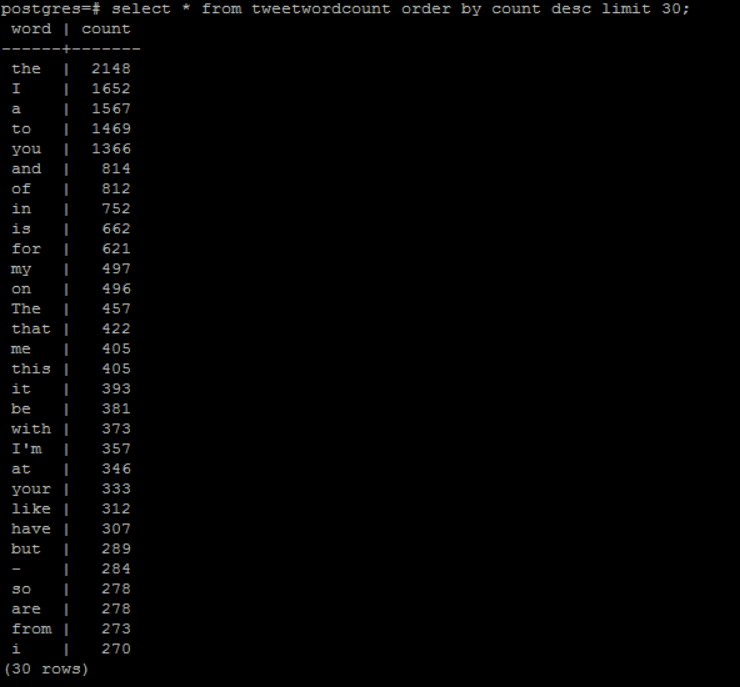 postgres=# select * from tweetwordcount order by count desc limit 30;
 word | count
------+-------
 the  |  2148
 I    |  1652
 a    |  1567
 to   |  1469
 you  |  1366
 and  |   814
 of   |   812
 in   |   752
 is   |   662
 for  |   621
 my   |   497
 on   |   496
 The  |   457
 that |   422
 me   |   405
 this |   405
 it   |   393
 be   |   381
 with |   373
 I'm  |   357
 at   |   346
 your |   333
 like |   312
 have |   307
 but  |   289
 -    |   284
 so   |   278
 are  |   278
 from |   273
 i    |   270
(30 rows)